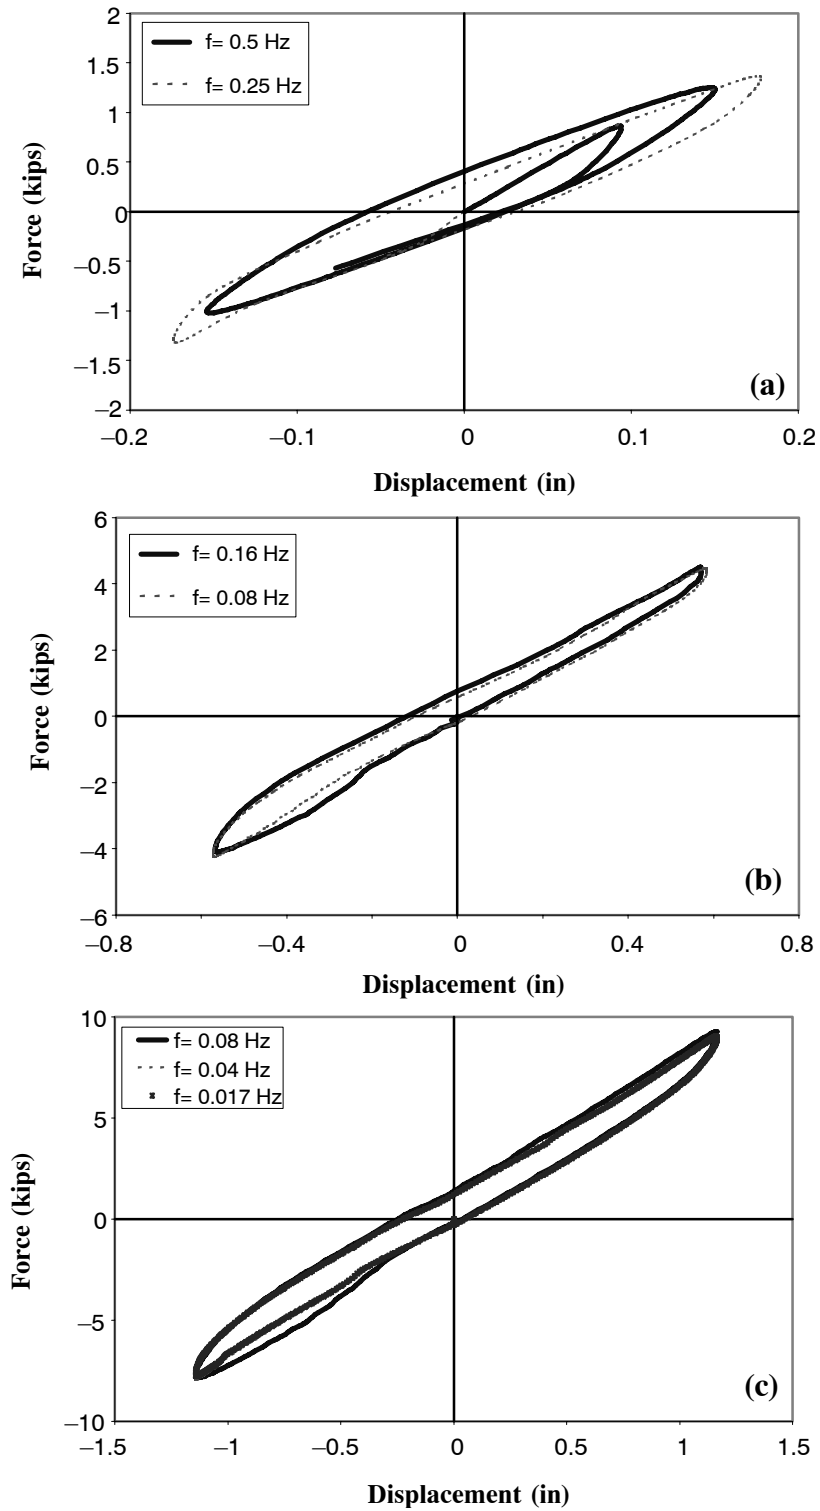 2
f= 0.5 Hz
1.5
f= 0.25 Hz
1
0.5
0
−0.5
−1
−1.5
−2
Force (kips)
(a)
−0.2
−0.1
0
0.1
0.2
Displacement (in)
6
f= 0.16 Hz
4
f= 0.08 Hz
2
0
−2
−4
−6
Force (kips)
(b)
−0.8
−0.4
0
0.4
0.8
Displacement (in)
10
f= 0.08 Hz
f= 0.04 Hz
f= 0.017 Hz
5
0
−5
−10
Force (kips)
(c)
−1.5
−1
−0.5
0
0.5
1
1.5
Displacement (in)